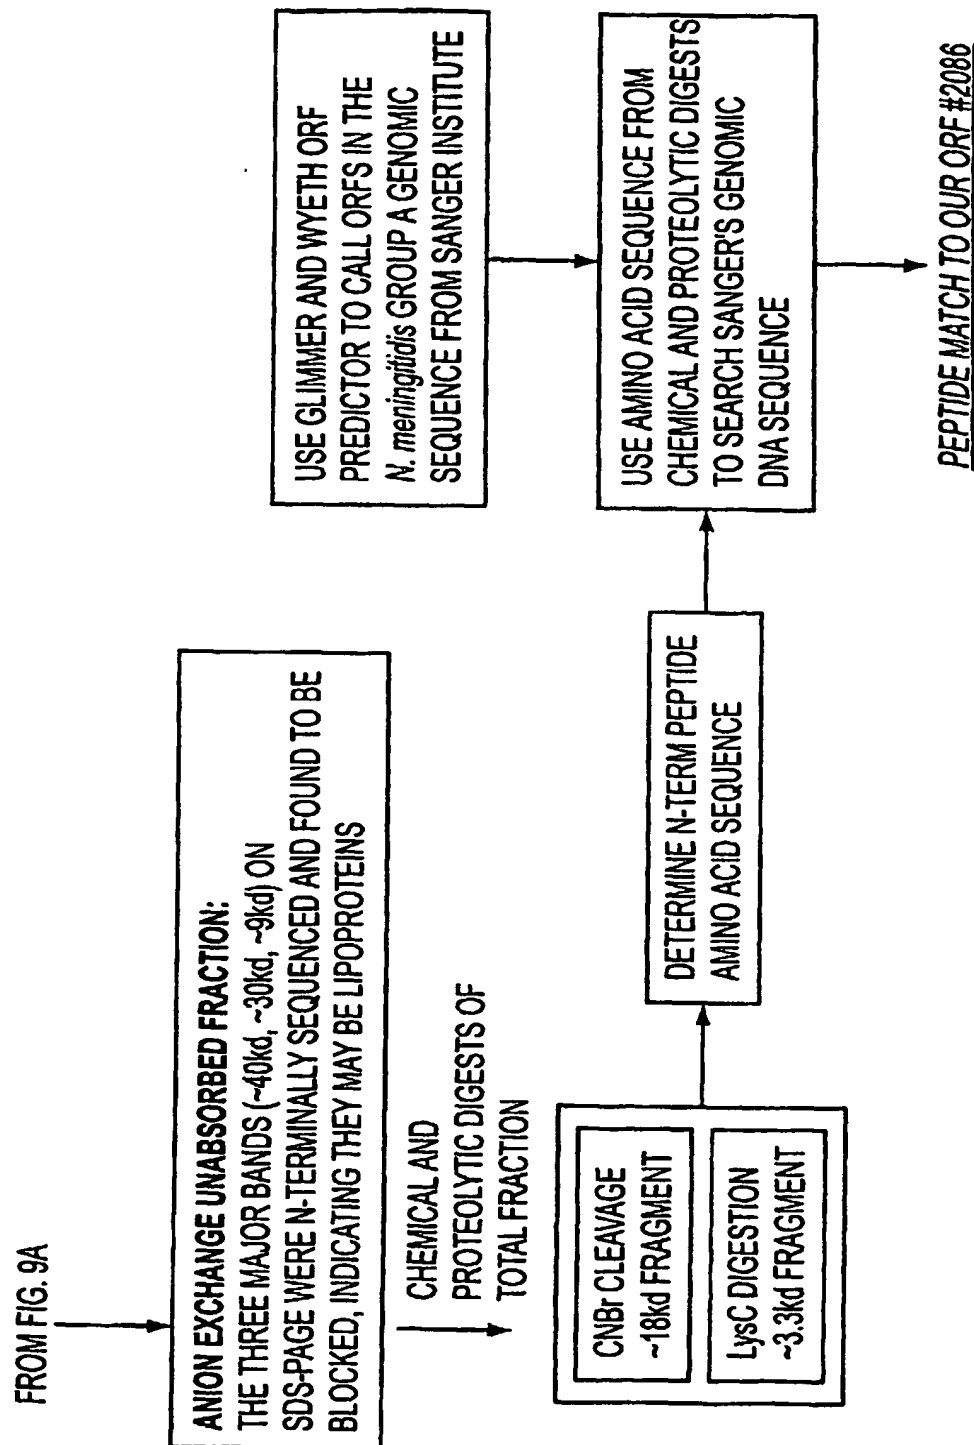 FROM FIG. 9A
ANION EXCHANGE UNABSORBED FRACTION:
THE THREE MAJOR BANDS (~40kd, ~30kd, ~9kd) ON
SDS-PAGE WERE N-TERMINALLY SEQUENCED AND FOUND TO BE
BLOCKED, INDICATING THEY MAY BE LIPOPROTEINS
CHEMICAL AND
PROTEOLYTIC DIGESTS OF
TOTAL FRACTION
CNBr CLEAVAGE
~18kd FRAGMENT
LysC DIGESTION
~3.3kd FRAGMENT
DETERMINE N-TERM PEPTIDE
AMINO ACID SEQUENCE
USE GLIMMER AND WYETH ORF
PREDICTOR TO CALL ORFS IN THE
N. meningitidis GROUP A GENOMIC
SEQUENCE FROM SANGER INSTITUTE
USE AMINO ACID SEQUENCE FROM
CHEMICAL AND PROTEOLYTIC DIGESTS
TO SEARCH SANGER'S GENOMIC
DNA SEQUENCE
PEPTIDE MATCH TO OUR ORF #2086